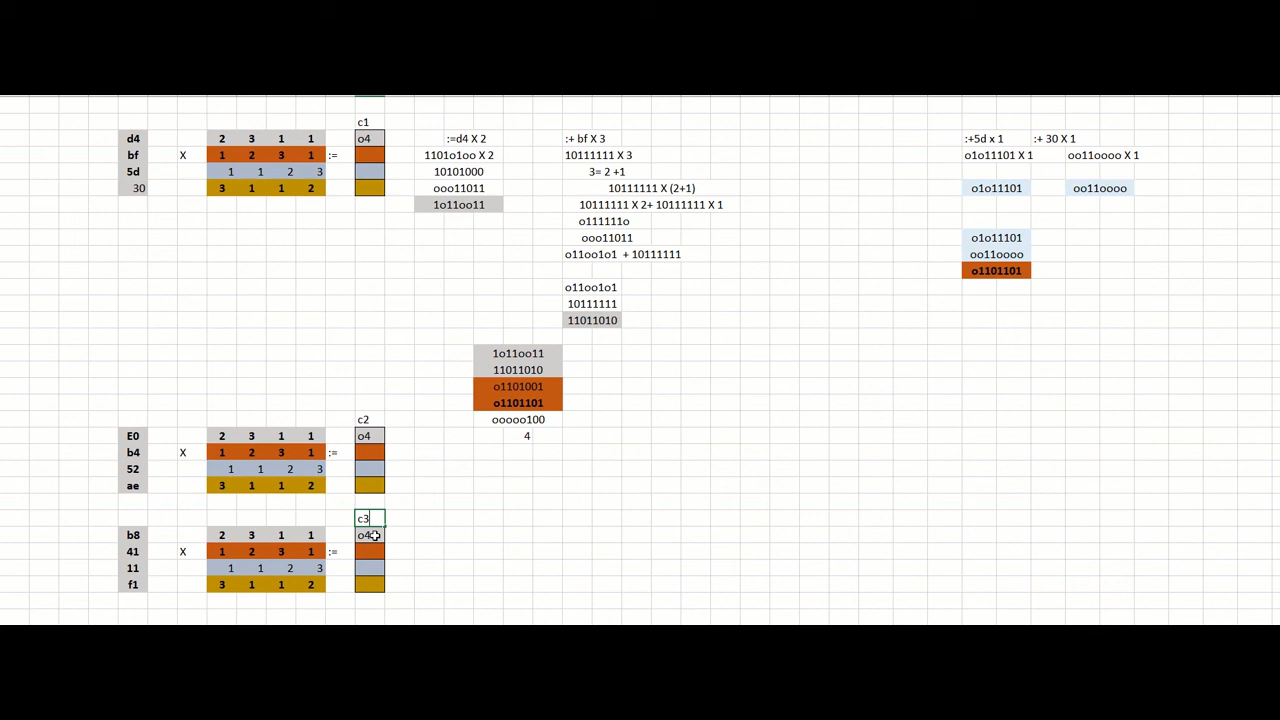 c1
d4 2 3 1 1 o4 :=d4 X 2 :+ bf X 3 :+5d x 1 :+ 30 X 1
bf X 1 2 3 1 := 1101o1oo X 2 10111111 X 3 o1o11101 X 1 oo11oooo X 1
5d 1 1 2 3 10101000 3= 2 +1
30 3 1 1 2 ooo11011 10111111 X (2+1) o1o11101 oo11oooo
1o11oo11 10111111 X 2+ 10111111 X 1
o111111o
ooo11011 o1o11101
o11oo1o1 + 10111111 oo11oooo
o1101101
o11oo1o1
10111111
11011010
1o11oo11
11011010
o1101001
o1101101
c2 ooooo100
E0 2 3 1 1 o4 4
b4 X 1 2 3 1 :=
52 1 1 2 3
ae 3 1 1 2
c3
b8 2 3 1 1 o4
41 X 1 2 3 1 :=
11 1 1 2 3
f1 3 1 1 2